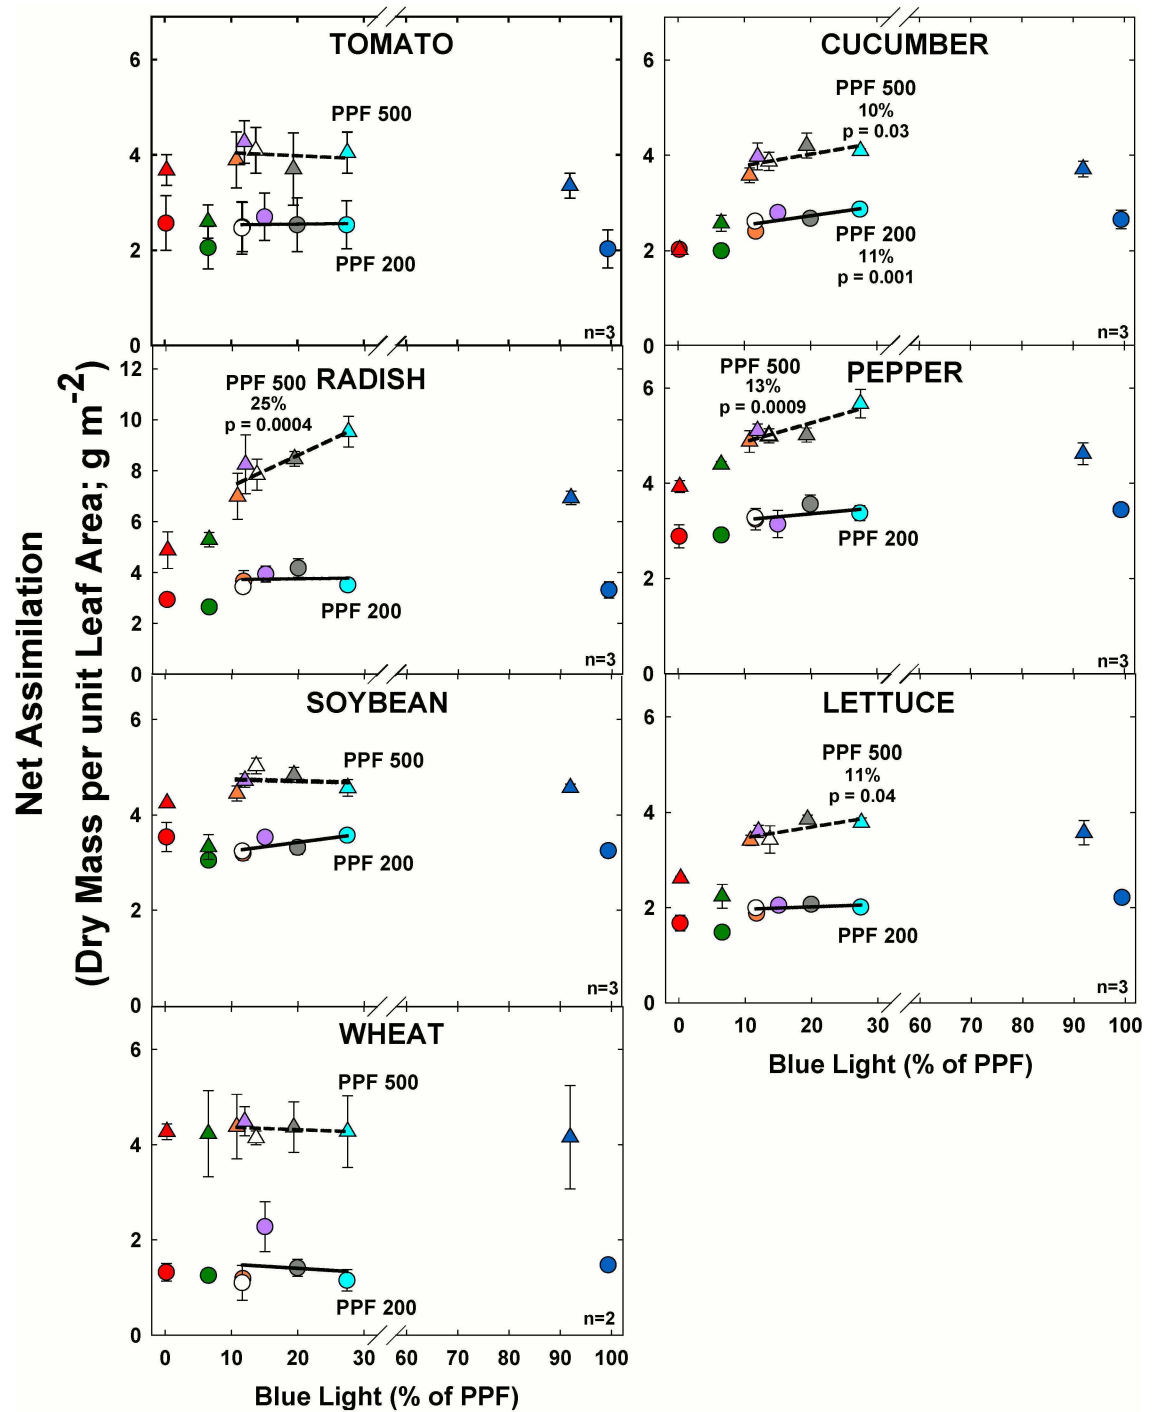 Net Assimilation
(Dry Mass per unit Leaf Area; g m-2)
TOMATO
6
4
2
0
PPF 500
PPF 200
n=3
CUCUMBER
6
4
2
0
PPF 500
10%
p = 0.03
PPF 200
11%
p = 0.001
n=3
RADISH
12
10
8
6
4
2
0
PPF 500
25%
p = 0.0004
PPF 200
n=3
PEPPER
6
4
2
0
PPF 500
13%
p = 0.0009
PPF 200
n=3
SOYBEAN
6
4
2
0
PPF 500
PPF 200
n=3
LETTUCE
6
4
2
0
PPF 500
11%
p = 0.04
PPF 200
n=3
0 10 20 30 60 70 80 90 100
Blue Light (% of PPF)
WHEAT
6
4
2
0
PPF 500
PPF 200
n=2
0 10 20 30 60 70 80 90 100
Blue Light (% of PPF)